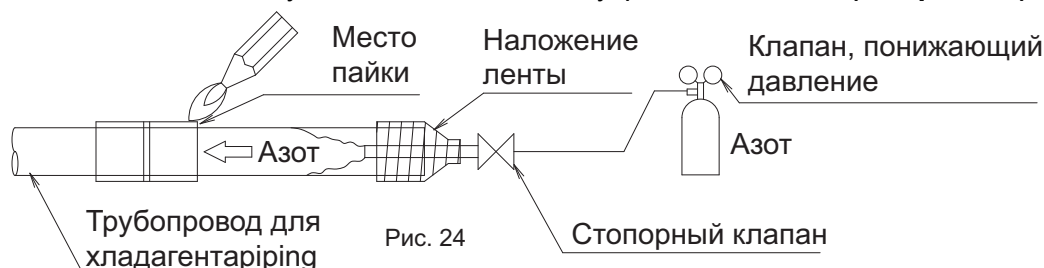 Место
пайки
Наложение
ленты
Клапан, понижающий
давление
Азот
Азот
Трубопровод для
хладагентаpiping
Рис. 24
Стопорный клапан